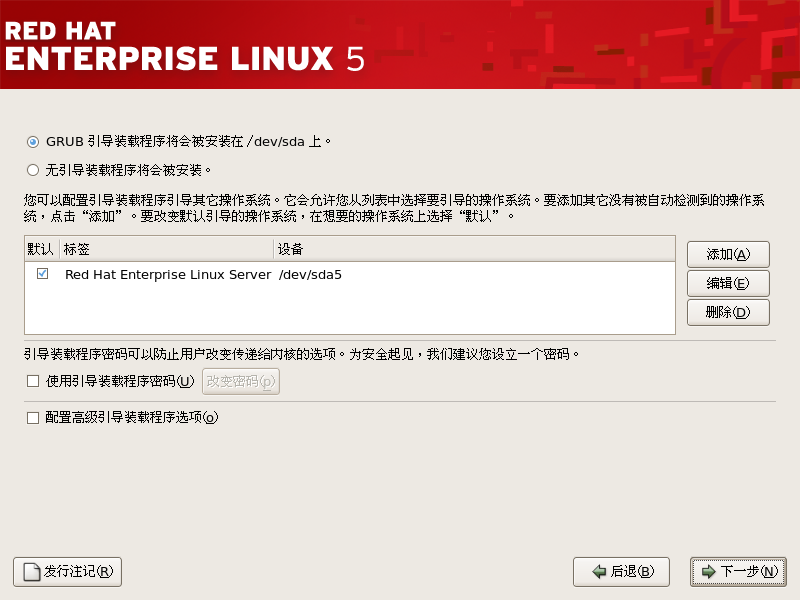 RED HAT
ENTERPRISE LINUX 5
GRUB 引导装载程序将会被安装在 /dev/sda 上。
无引导装载程序将会被安装。
您可以配置引导装载程序引导其它操作系统。它会允许您从列表中选择要引导的操作系统。要添加其它没有被自动检测到的操作系
统，点击“添加”。要改变默认引导的操作系统，在想要的操作系统上选择“默认”。
默认 标签 设备
Red Hat Enterprise Linux Server /dev/sda5
添加(A)
编辑(E)
删除(D)
引导装载程序密码可以防止用户改变传递给内核的选项。为安全起见，我们建议您设立一个密码。
使用引导装载程序密码(U) 改变密码(p)
配置高级引导装载程序选项(o)
发行注记(R) 后退(B) 下一步(N)